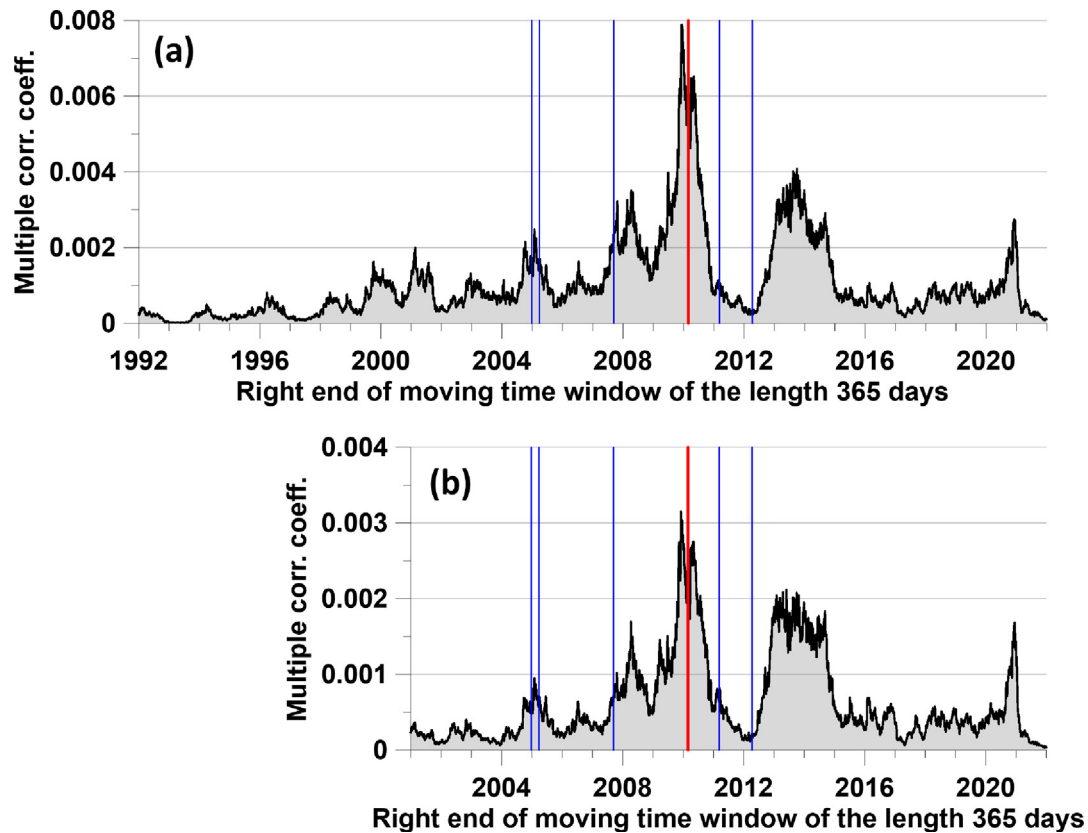 (a)
Multiple corr. coeff.
0.008
0.006
0.004
0.002
0
1992 1996 2000 2004 2008 2012 2016 2020
Right end of moving time window of the length 365 days
(b)
Multiple corr. coeff.
0.004
0.003
0.002
0.001
0
2004 2008 2012 2016 2020
Right end of moving time window of the length 365 days